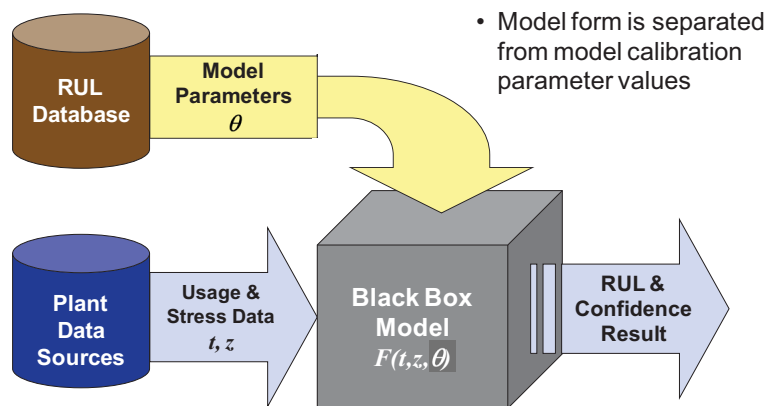 • Model form is separated
from model calibration
parameter values
RUL
Database
Model
Parameters
θ
Plant
Data
Sources
Usage &
Stress Data
t, z
Black Box
Model
F(t,z,θ)
RUL &
Confidence
Result